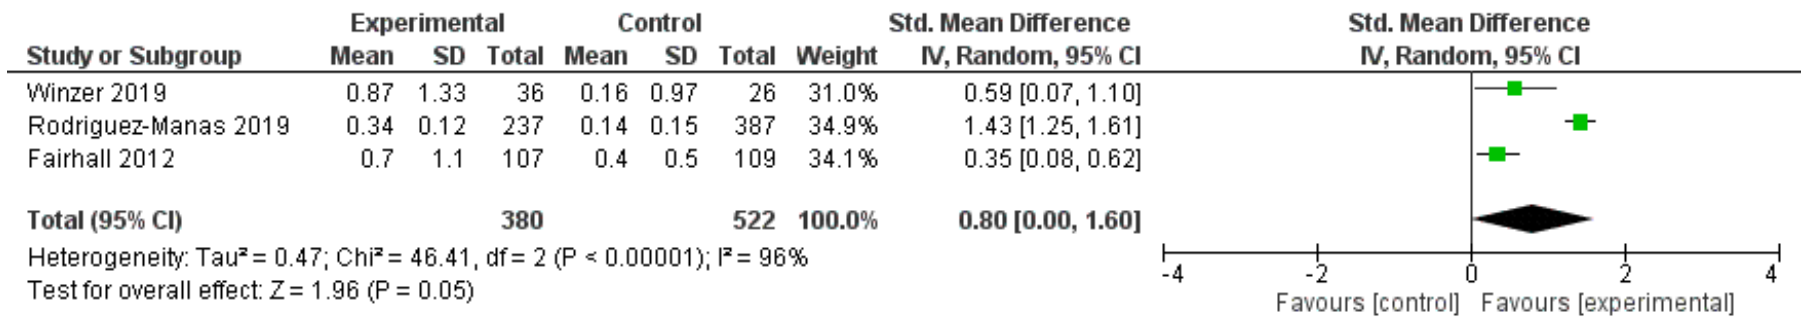 Experimental Control Std. Mean Difference Std. Mean Difference
Study or Subgroup Mean SD Total Mean SD Total Weight IV, Random, 95% CI IV, Random, 95% CI
Winzer 2019 0.87 1.33 36 0.16 0.97 26 31.0% 0.59 [0.07, 1.10]
Rodriguez-Manas 2019 0.34 0.12 237 0.14 0.15 387 34.9% 1.43 [1.25, 1.61]
Fairhall 2012 0.7 1.1 107 0.4 0.5 109 34.1% 0.35 [0.08, 0.62]
Total (95% CI) 380 522 100.0% 0.80 [0.00, 1.60]
Heterogeneity: Tau² = 0.47; Chi² = 46.41, df = 2 (P < 0.00001); I² = 96%
Test for overall effect: Z = 1.96 (P = 0.05)
-4 -2 0 2 4
Favours [control] Favours [experimental]